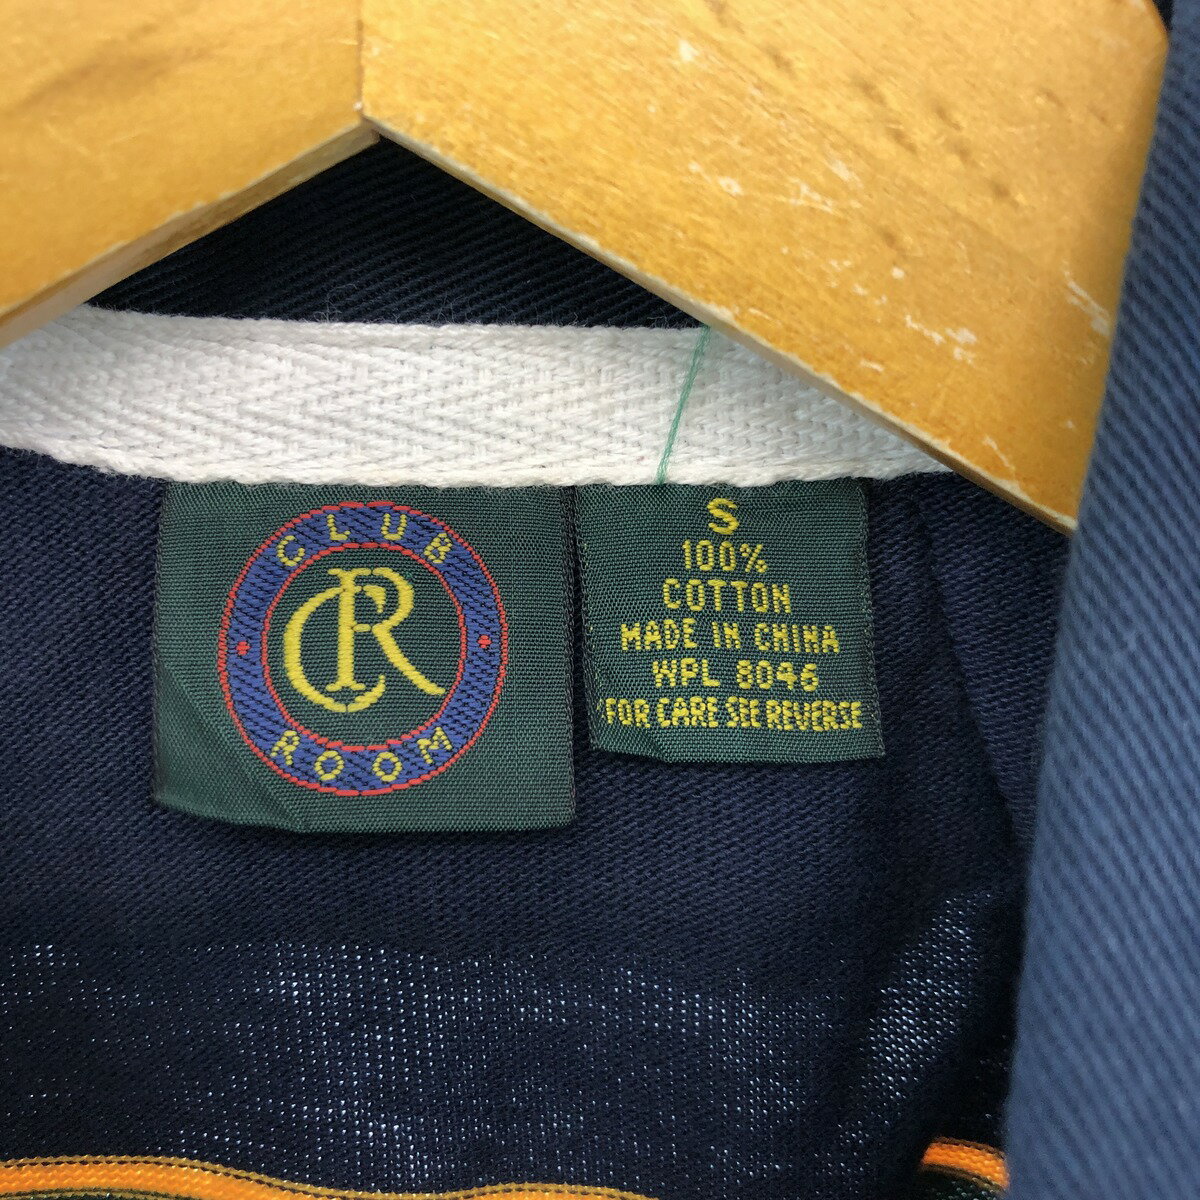 CLUB
CR
ROOM
S
100%
COTTON
MADE IN CHINA
WPL 8046
FOR CARE SEE REVERSE